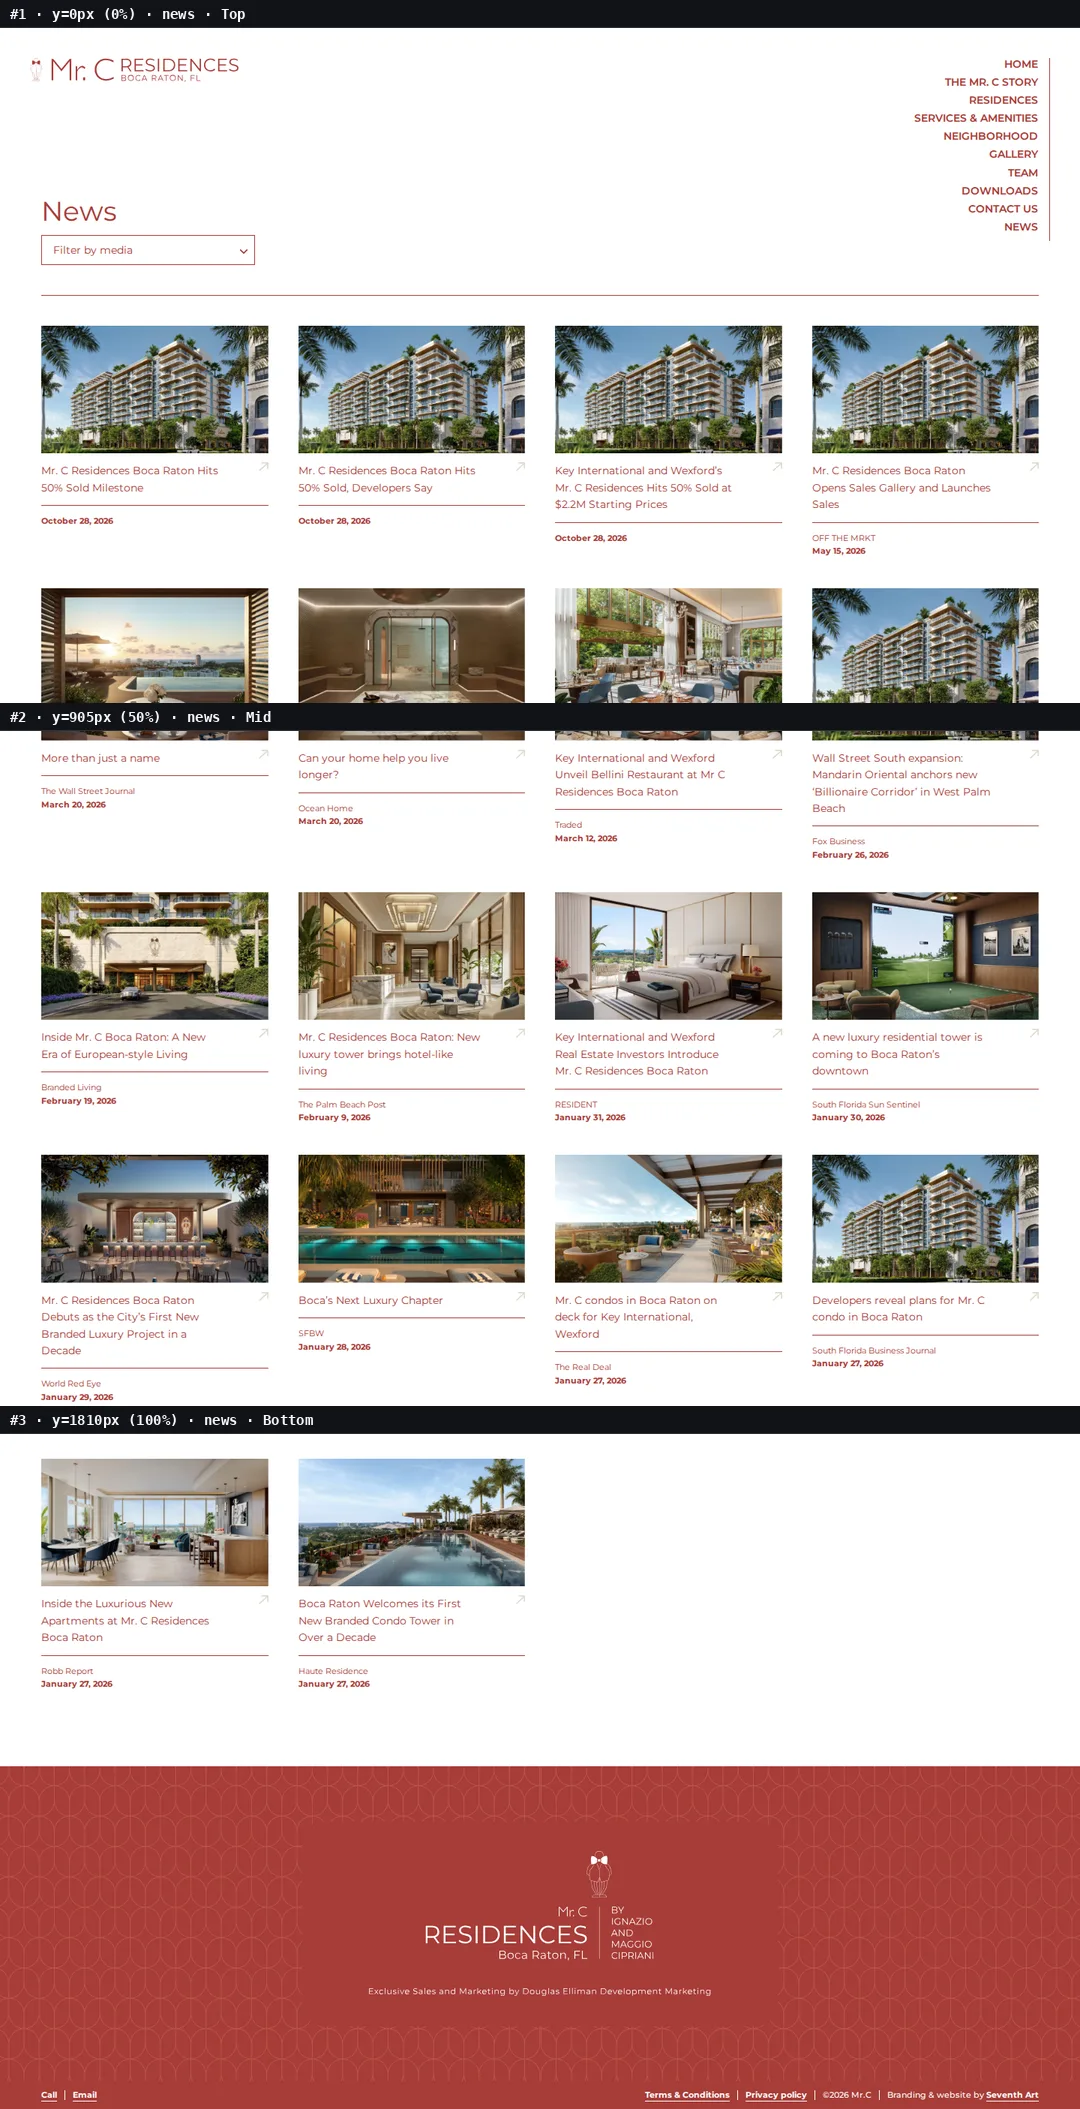 #1 · y=0px (0%) · news · Top
Mr. C RESIDENCES
BOCA RATON, FL
HOME
THE MR. C STORY
RESIDENCES
SERVICES & AMENITIES
NEIGHBORHOOD
GALLERY
TEAM
DOWNLOADS
CONTACT US
NEWS
News
Filter by media
Mr. C Residences Boca Raton Hits
50% Sold Milestone
October 28, 2026
Mr. C Residences Boca Raton Hits
50% Sold, Developers Say
October 28, 2026
Key International and Wexford's
Mr. C Residences Hits 50% Sold at
$2.2M Starting Prices
October 28, 2026
Mr. C Residences Boca Raton
Opens Sales Gallery and Launches
Sales
OFF THE MRKT
May 15, 2026
#2 · y=905px (50%) · news · Mid
More than just a name
The Wall Street Journal
March 20, 2026
Can your home help you live
longer?
Ocean Home
March 20, 2026
Key International and Wexford
Unveil Bellini Restaurant at Mr C
Residences Boca Raton
Traded
March 12, 2026
Wall Street South expansion:
Mandarin Oriental anchors new
'Billionaire Corridor' in West Palm
Beach
Fox Business
February 26, 2026
Inside Mr. C Boca Raton: A New
Era of European-style Living
Branded Living
February 19, 2026
Mr. C Residences Boca Raton: New
luxury tower brings hotel-like
living
The Palm Beach Post
February 9, 2026
Key International and Wexford
Real Estate Investors Introduce
Mr. C Residences Boca Raton
RESIDENT
January 31, 2026
A new luxury residential tower is
coming to Boca Raton's
downtown
South Florida Sun Sentinel
January 30, 2026
Mr. C Residences Boca Raton
Debuts as the City's First New
Branded Luxury Project in a
Decade
World Red Eye
January 29, 2026
Boca's Next Luxury Chapter
SFBW
January 28, 2026
Mr. C condos in Boca Raton on
deck for Key International,
Wexford
The Real Deal
January 27, 2026
Developers reveal plans for Mr. C
condo in Boca Raton
South Florida Business Journal
January 27, 2026
#3 · y=1810px (100%) · news · Bottom
Inside the Luxurious New
Apartments at Mr. C Residences
Boca Raton
Robb Report
January 27, 2026
Boca Raton Welcomes its First
New Branded Condo Tower in
Over a Decade
Haute Residence
January 27, 2026
Mr. C
RESIDENCES
Boca Raton, FL
BY
IGNAZIO
AND
MAGGIO
CIPRIANI
Exclusive Sales and Marketing by Douglas Elliman Development Marketing
Call | Email
Terms & Conditions | Privacy policy | ©2026 Mr.C | Branding & website by Seventh Art